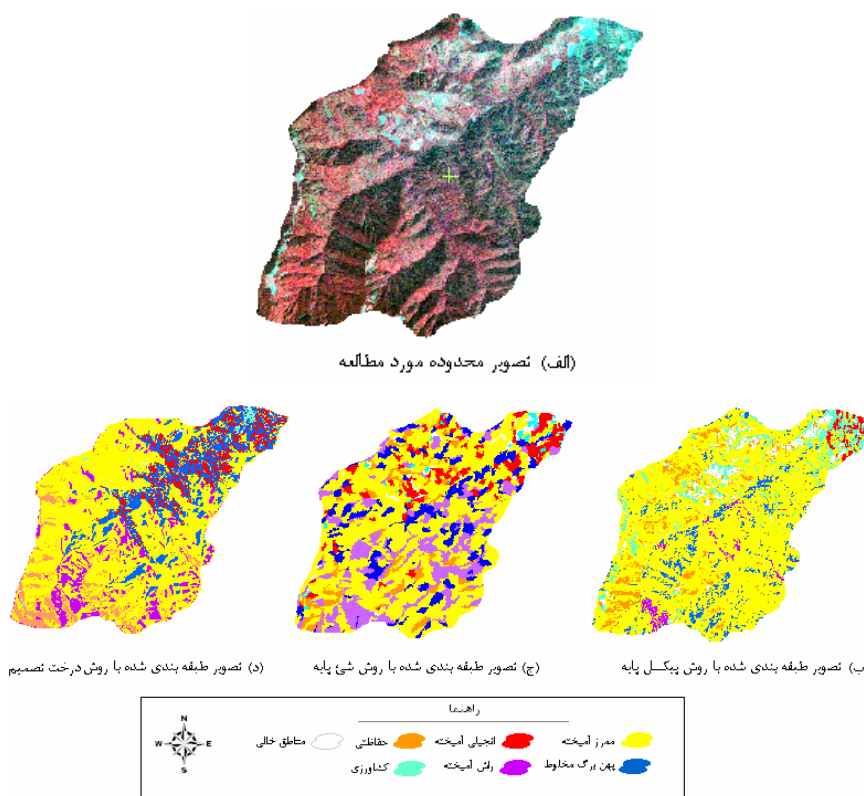 الف) تصویر محدوده مورد مطالعه
ب) تصویر طبقه بندی شده با روش پیکسل پایه
ج) تصویر طبقه بندی شده با روش شئ پایه
د) تصویر طبقه بندی شده با روش درخت تصمیم
راهنما
ممرز آمیخته
انجیلی آمیخته
حفاظتی
مناطق خالی
پهن برگ مخلوط
راش آمیخته
کشاورزی
N
W
E
S